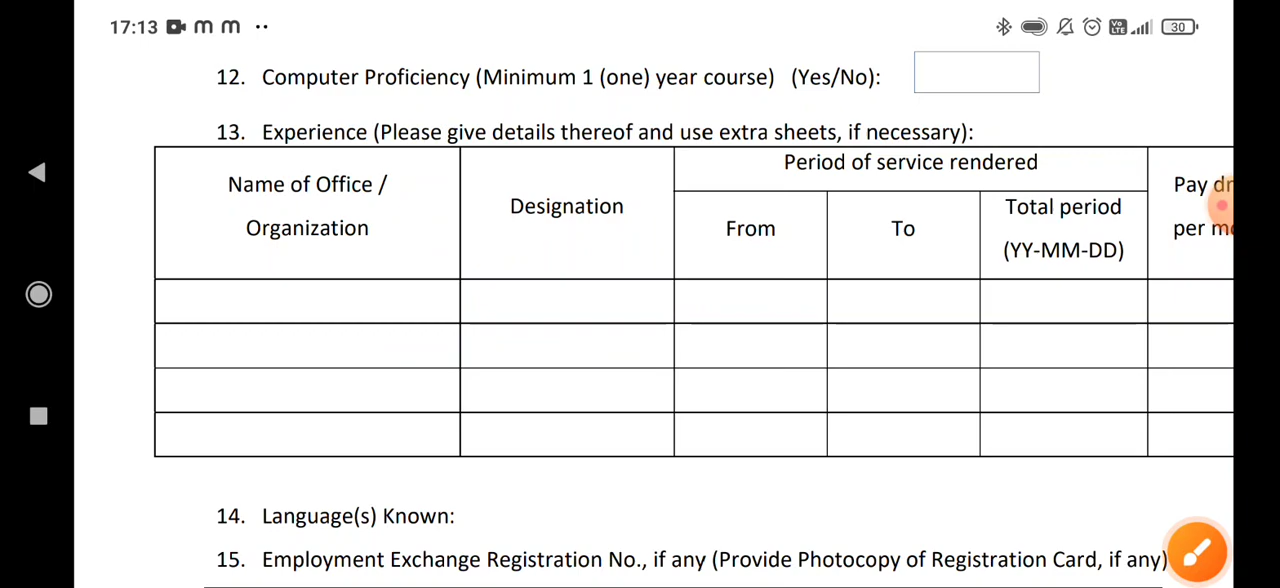 17:13
30
12. Computer Proficiency (Minimum 1 (one) year course) (Yes/No):
13. Experience (Please give details thereof and use extra sheets, if necessary):
Name of Office /
Organization
Designation
Period of service rendered
From
To
Total period
(YY-MM-DD)
Pay
per
14. Language(s) Known:
15. Employment Exchange Registration No., if any (Provide Photocopy of Registration Card, if any)